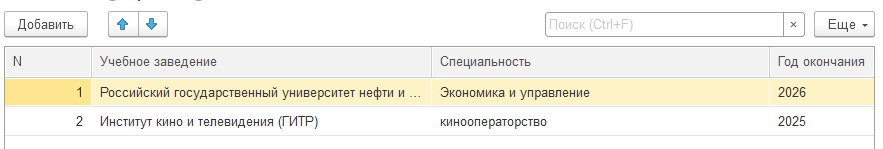 Добавить Поиск (Ctrl+F) × Еще
N Учебное заведение Специальность Год окончания
1 Российский государственный университет нефти и ... Экономика и управление 2026
2 Институт кино и телевидения (ГИТР) кинооператорство 2025